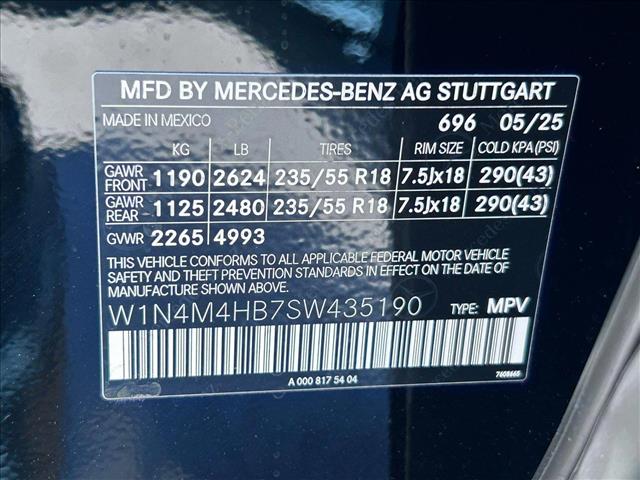 MFD BY MERCEDES-BENZ AG STUTTGART
MADE IN MEXICO 696 05/25
KG LB TIRES RIM SIZE COLD KPA (PSI)
GAWR FRONT 1190 2624 235/55 R18 7.5Jx18 290(43)
GAWR REAR 1125 2480 235/55 R18 7.5Jx18 290(43)
GVWR 2265 4993
THIS VEHICLE CONFORMS TO ALL APPLICABLE FEDERAL MOTOR VEHICLE
SAFETY AND THEFT PREVENTION STANDARDS IN EFFECT ON THE DATE OF
MANUFACTURE SHOWN ABOVE.
W1N4M4HB7SW435190 TYPE: MPV
A 000 817 54 04 7608665